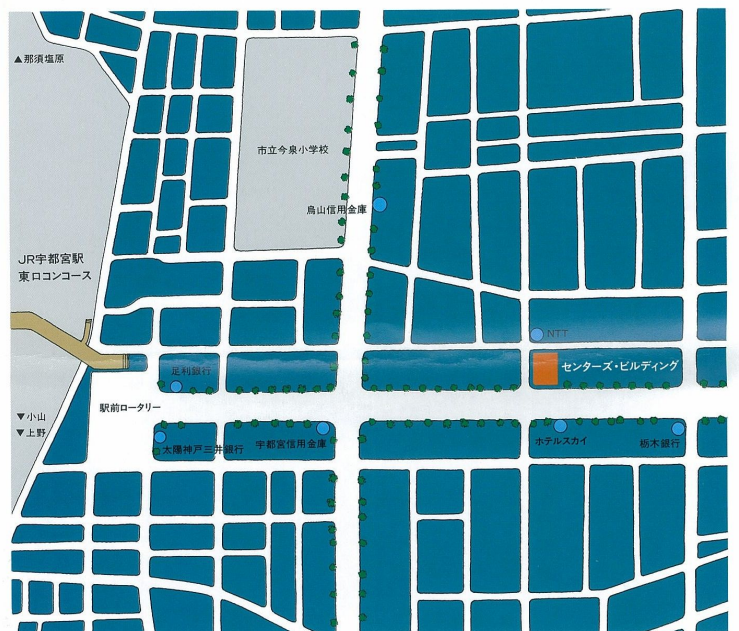 ▲那須塩原
市立今泉小学校
烏山信用金庫
JR宇都宮駅
東口コンコース
NTT
センターズ・ビルディング
足利銀行
駅前ロータリー
▼小山
▼上野
太陽神戸三井銀行
宇都宮信用金庫
ホテルスカイ
栃木銀行